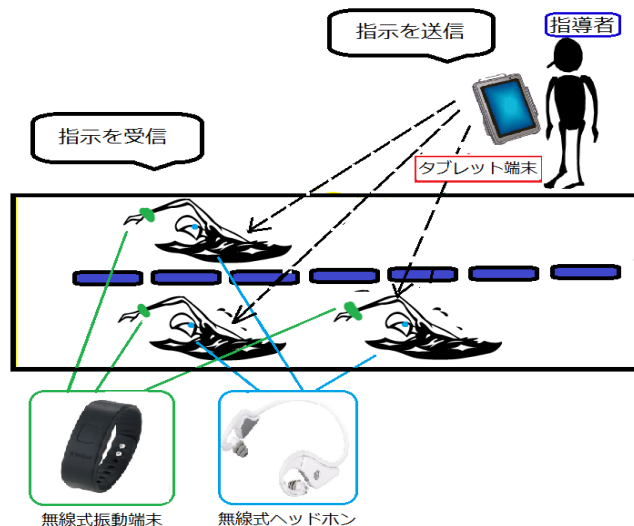 指示を送信
指導者
指示を受信
タブレット端末
無線式振動端末
無線式ヘッドホン